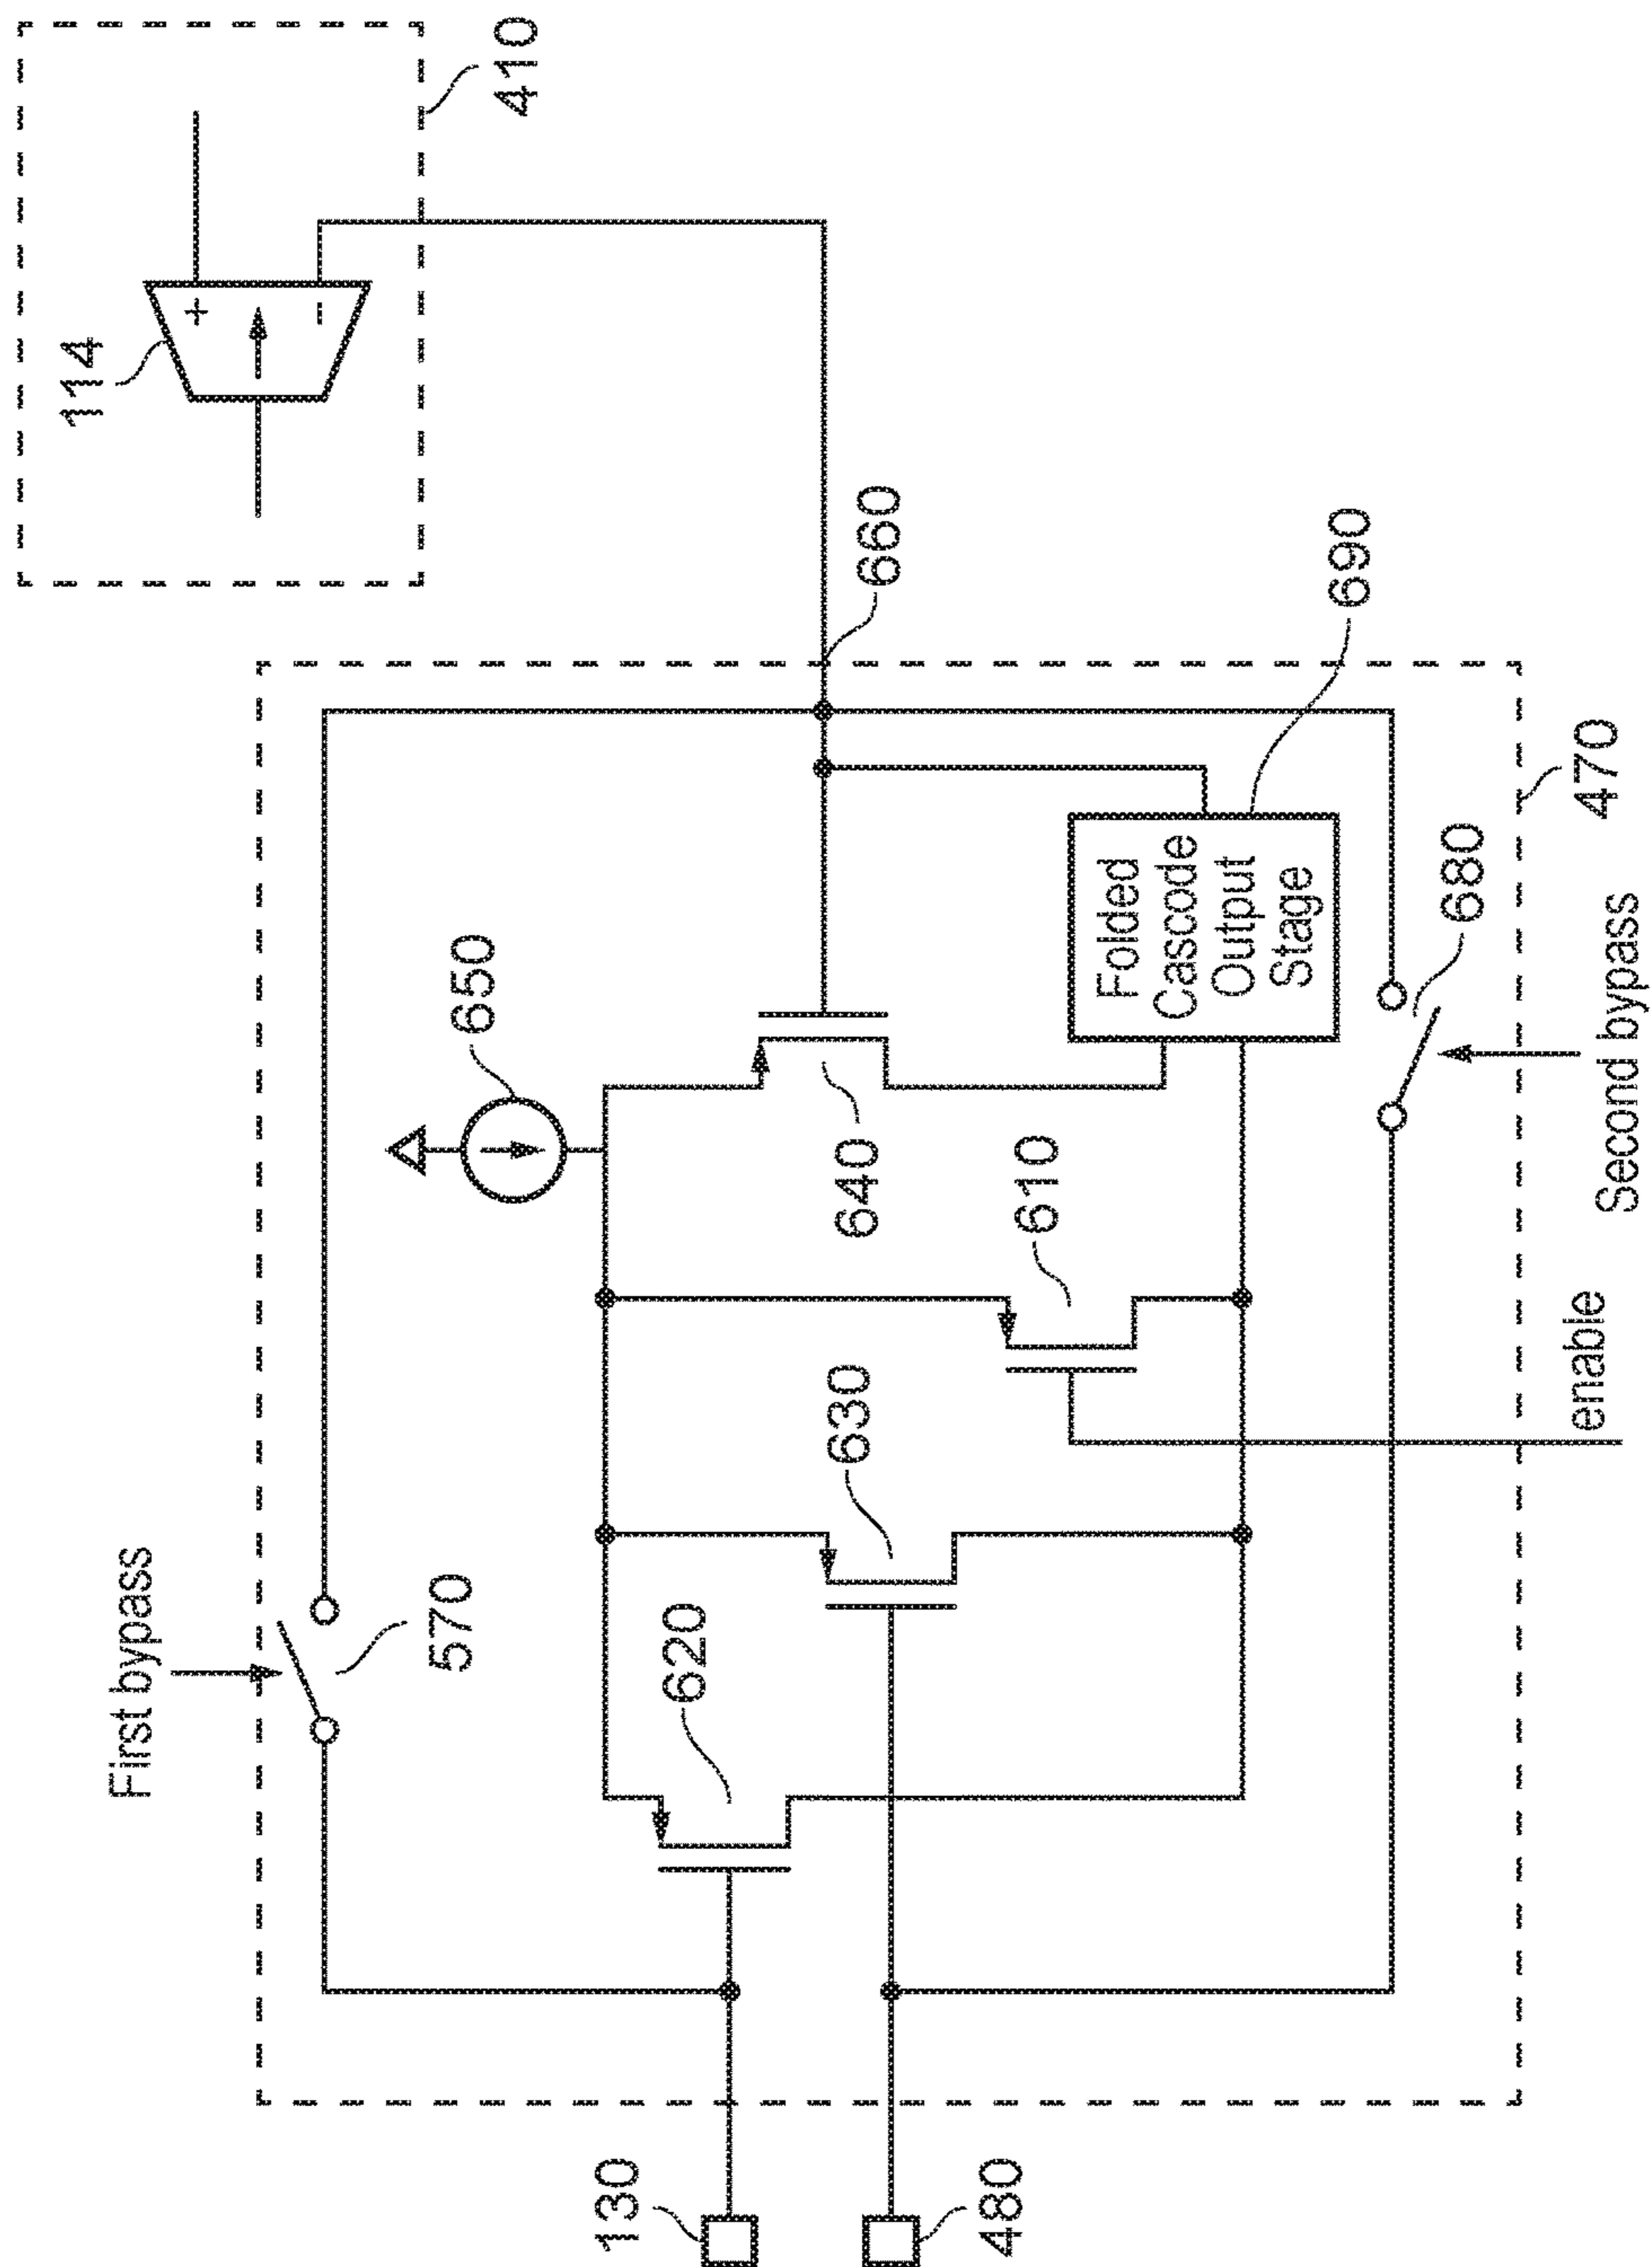 114
+
−
410
First bypass
570
650
660
620
630
640
610
690
Folded
Cascode
Output
Stage
130
480
680
470
enable
Second bypass